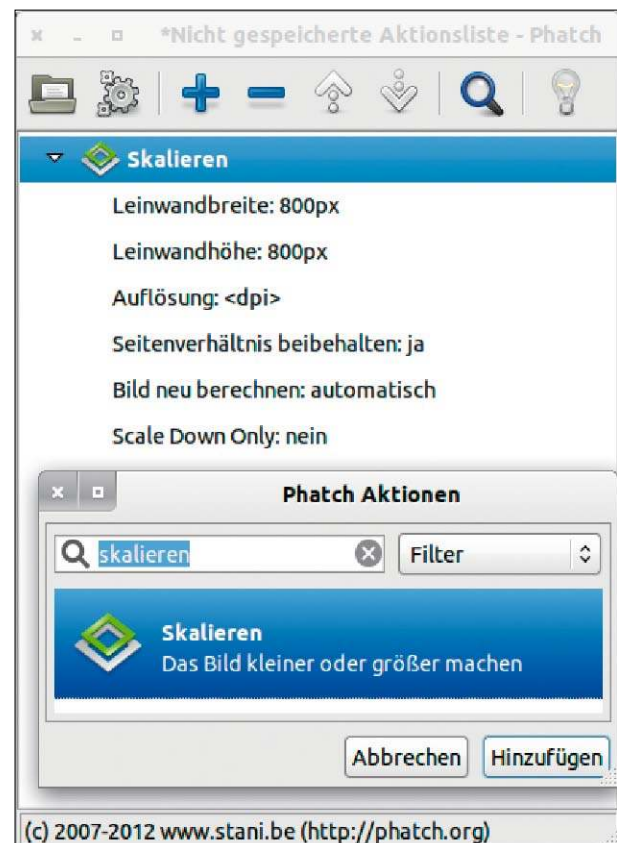 *Nicht gespeicherte Aktionsliste - Phatch
Skalieren
Leinwandbreite: 800px
Leinwandhöhe: 800px
Auflösung: <dpi>
Seitenverhältnis beibehalten: ja
Bild neu berechnen: automatisch
Scale Down Only: nein
Phatch Aktionen
skalieren
Filter
Skalieren
Das Bild kleiner oder größer machen
Abbrechen
Hinzufügen
(c) 2007-2012 www.stani.be (http://phatch.org)